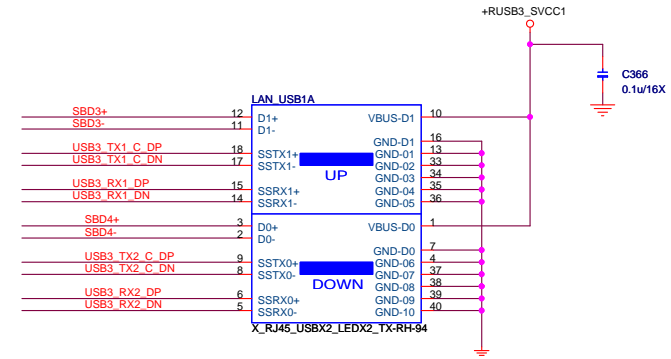 +RUSB3_SVCC1
C366
0.1u/16X
LAN_USB1A
SBD3+ 12 D1+ VBUS-D1 10
SBD3- 11 D1-
GND-D1 16
USB3_TX1_C_DP 18 SSTX1+ GND-01 13
USB3_TX1_C_DN 17 SSTX1- GND-02 33
UP GND-03 34
USB3_RX1_DP 15 SSRX1+ GND-04 35
USB3_RX1_DN 14 SSRX1- GND-05 36
SBD4+ 3 D0+ VBUS-D0 1
SBD4- 2 D0-
GND-D0 7
USB3_TX2_C_DP 9 SSTX0+ GND-06 4
USB3_TX2_C_DN 8 SSTX0- GND-07 37
DOWN GND-08 38
USB3_RX2_DP 6 SSRX0+ GND-09 39
USB3_RX2_DN 5 SSRX0- GND-10 40
X_RJ45_USBX2_LEDX2_TX-RH-94